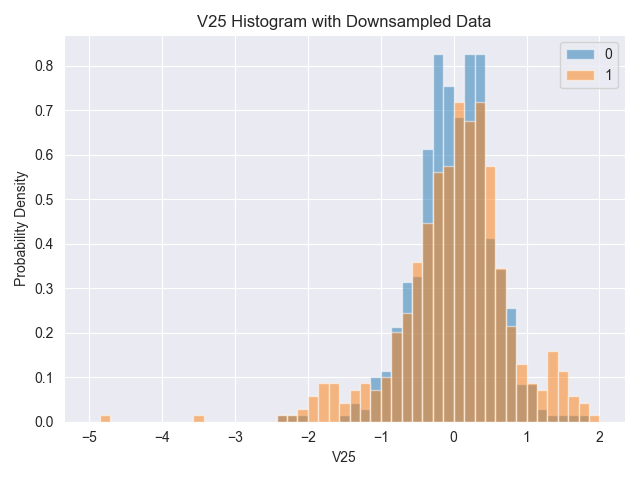 V25 Histogram with Downsampled Data
0
1
0.8
0.7
0.6
0.5
0.4
0.3
0.2
0.1
0.0
Probability Density
−5 −4 −3 −2 −1 0 1 2
V25